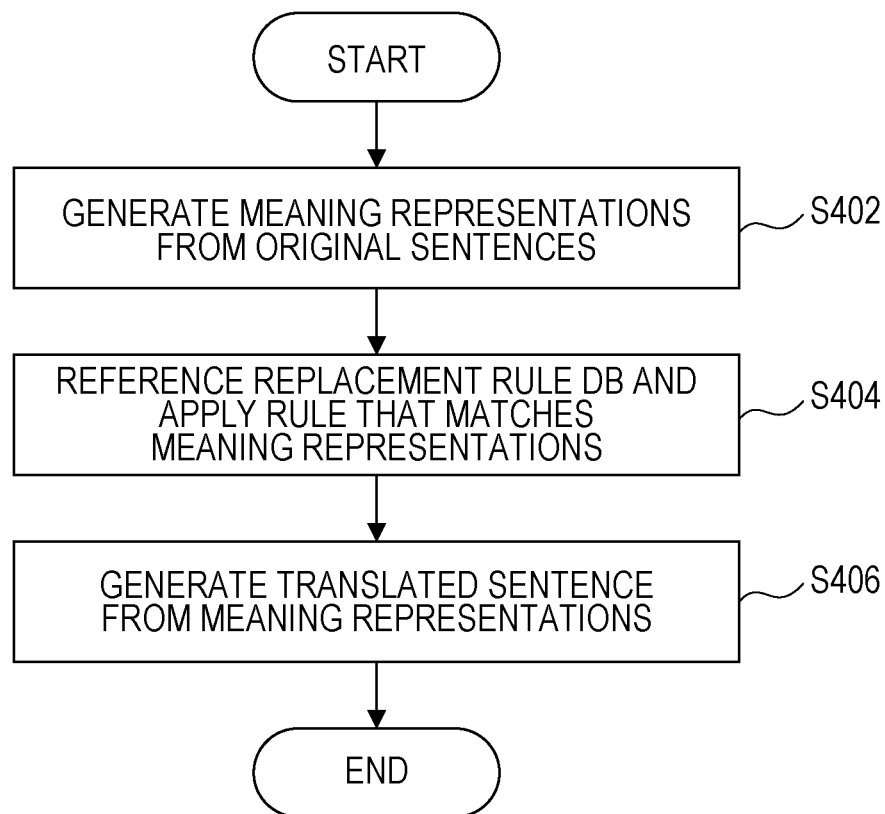 START
GENERATE MEANING REPRESENTATIONS
FROM ORIGINAL SENTENCES
S402
REFERENCE REPLACEMENT RULE DB AND
APPLY RULE THAT MATCHES
MEANING REPRESENTATIONS
S404
GENERATE TRANSLATED SENTENCE
FROM MEANING REPRESENTATIONS
S406
END